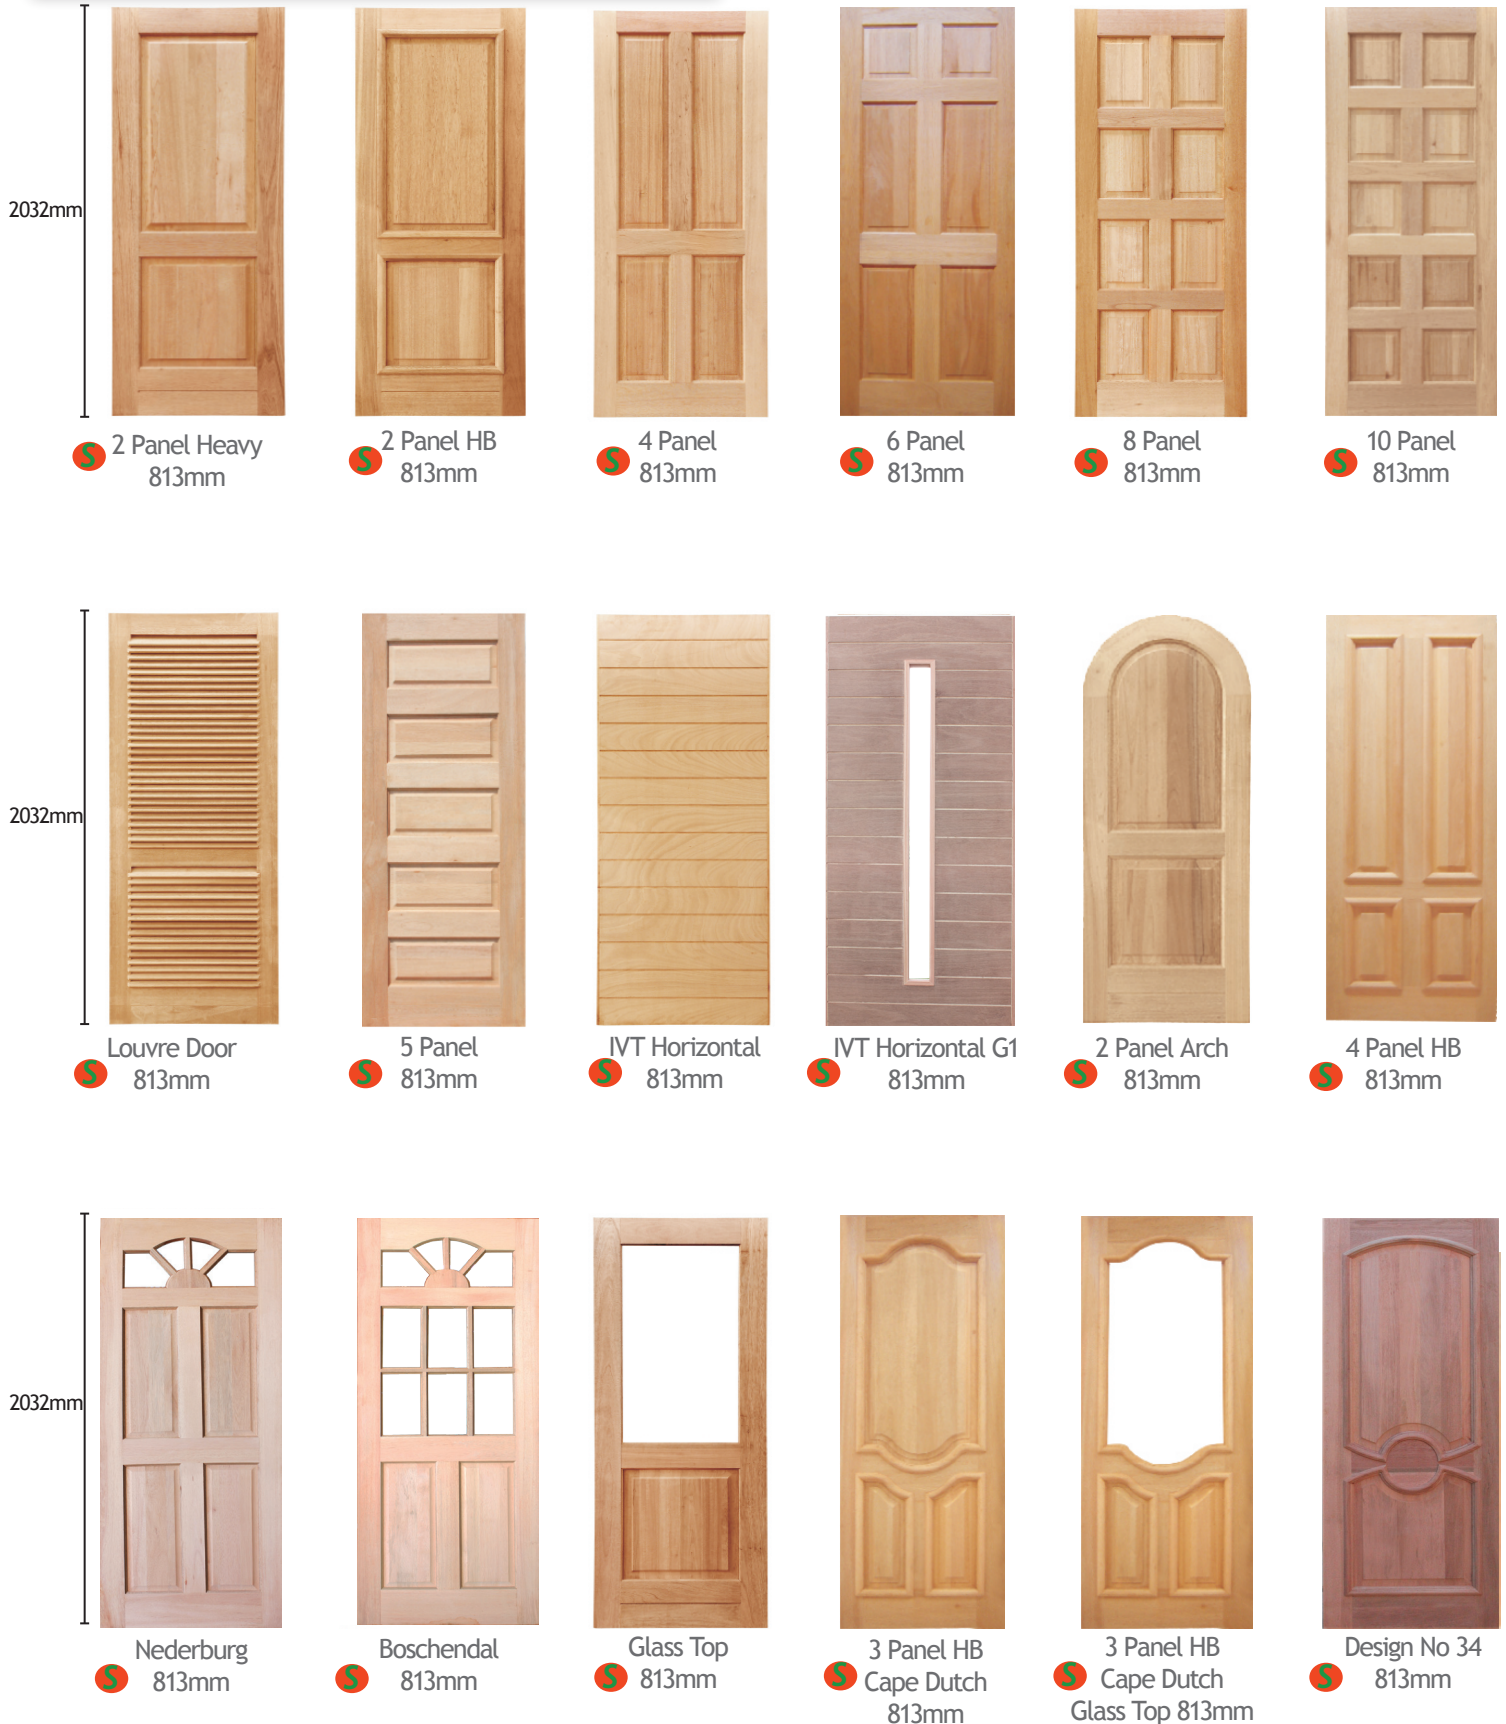 2032mm
S 2 Panel Heavy
813mm
S 2 Panel HB
813mm
S 4 Panel
813mm
S 6 Panel
813mm
S 8 Panel
813mm
S 10 Panel
813mm
2032mm
S Louvre Door
813mm
S 5 Panel
813mm
S IVT Horizontal
813mm
S IVT Horizontal G1
813mm
S 2 Panel Arch
813mm
S 4 Panel HB
813mm
2032mm
S Nederburg
813mm
S Boschendal
813mm
S Glass Top
813mm
3 Panel HB
S Cape Dutch
813mm
3 Panel HB
S Cape Dutch
Glass Top 813mm
S Design No 34
813mm